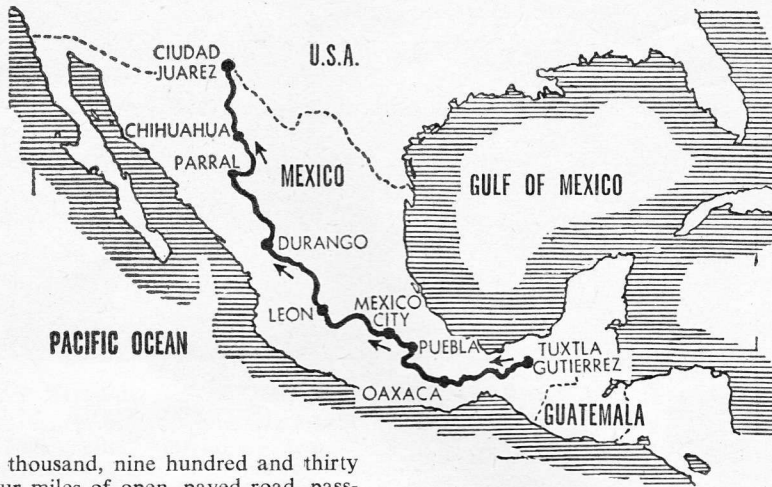 CIUDAD
JUAREZ
U.S.A.
CHIHUAHUA
PARRAL
MEXICO
GULF OF MEXICO
DURANGO
LEON
MEXICO
CITY
PACIFIC OCEAN
PUEBLA
TUXTLA
GUTIERREZ
OAXACA
GUATEMALA
thousand, nine hundred and thirty
miles of open, paved road, pass-